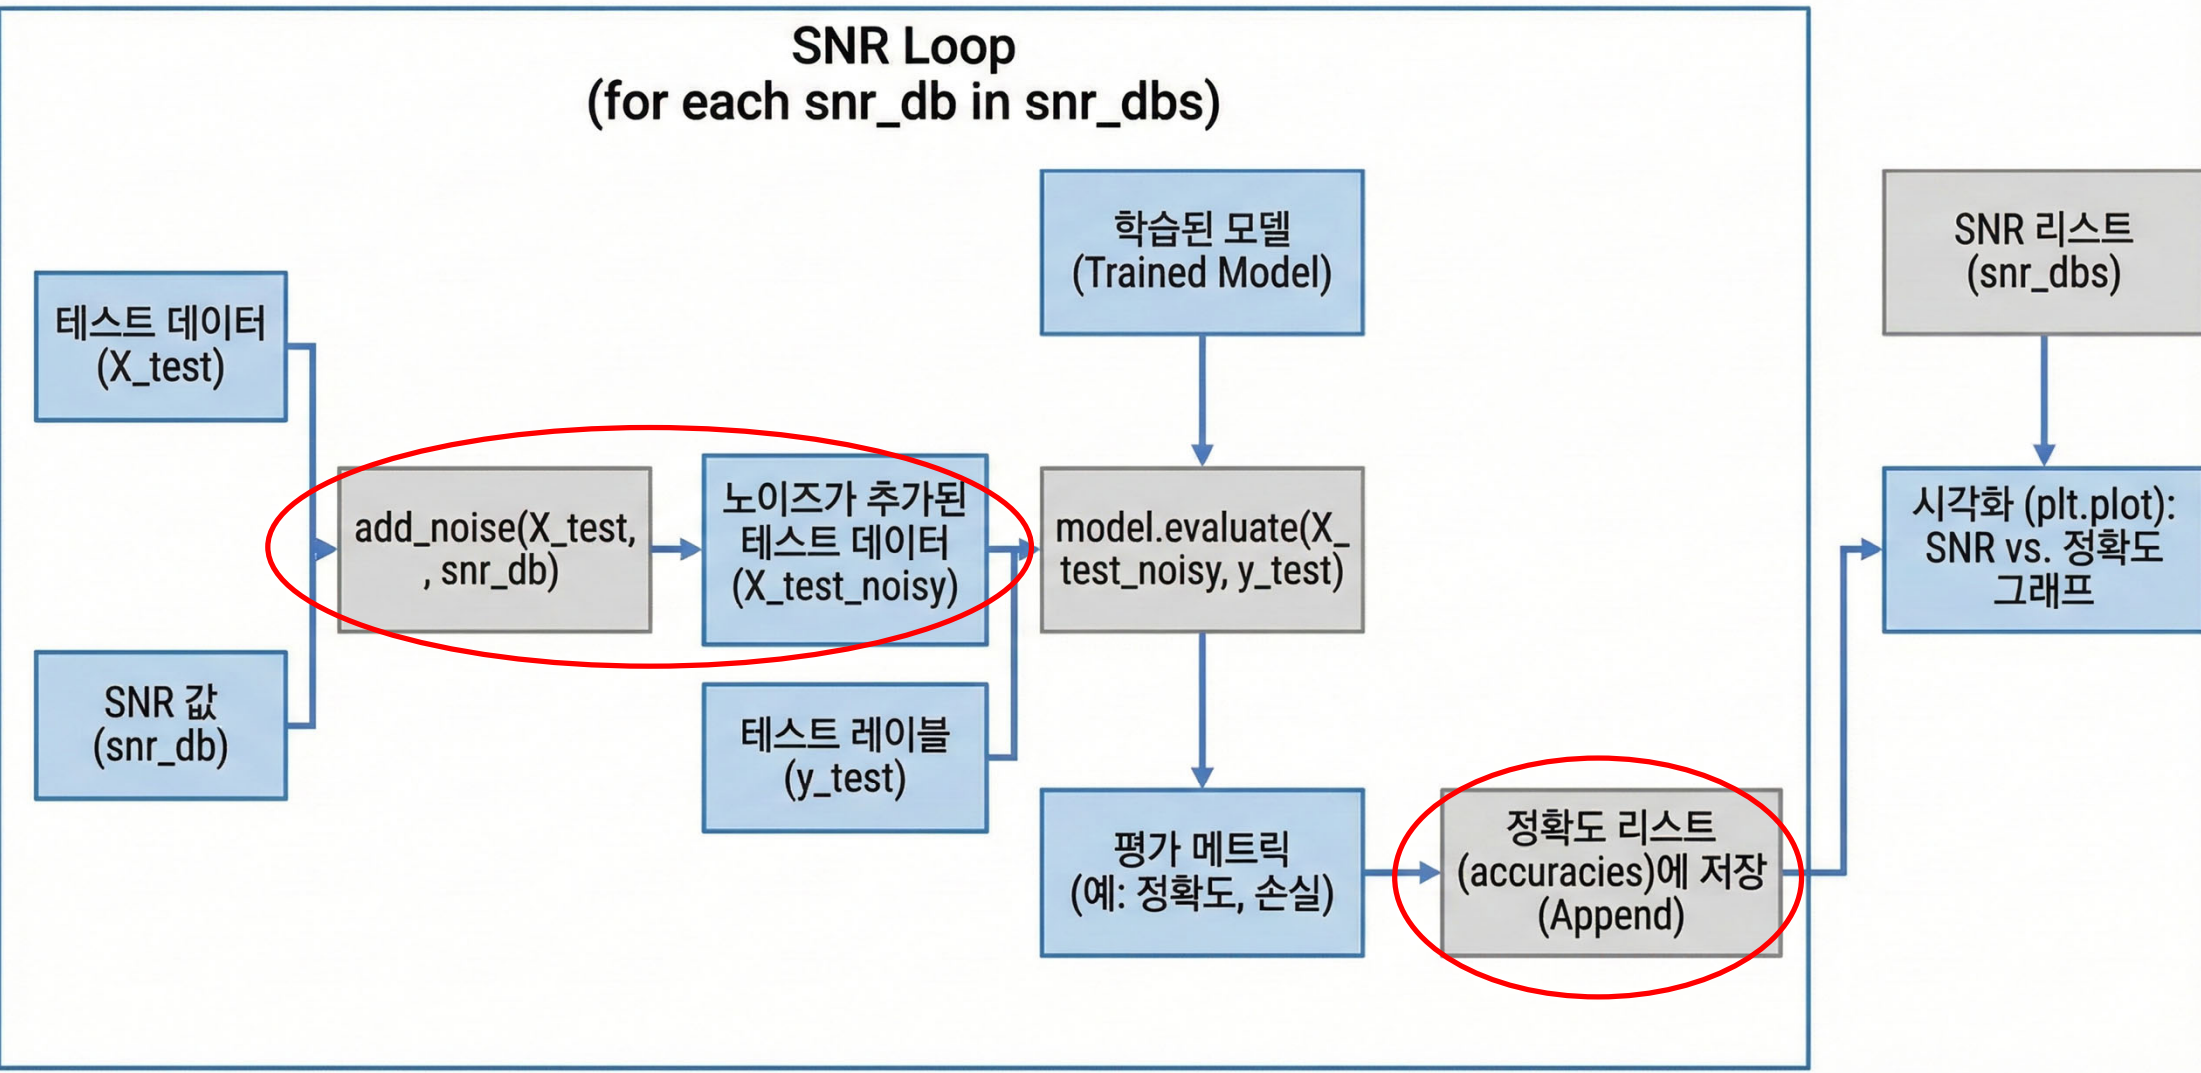 SNR Loop
(for each snr_db in snr_dbs)
테스트 데이터
(X_test)
SNR 값
(snr_db)
add_noise(X_test,
, snr_db)
노이즈가 추가된
테스트 데이터
(X_test_noisy)
테스트 레이블
(y_test)
학습된 모델
(Trained Model)
model.evaluate(X_
test_noisy, y_test)
평가 메트릭
(예: 정확도, 손실)
정확도 리스트
(accuracies)에 저장
(Append)
SNR 리스트
(snr_dbs)
시각화 (plt.plot):
SNR vs. 정확도
그래프